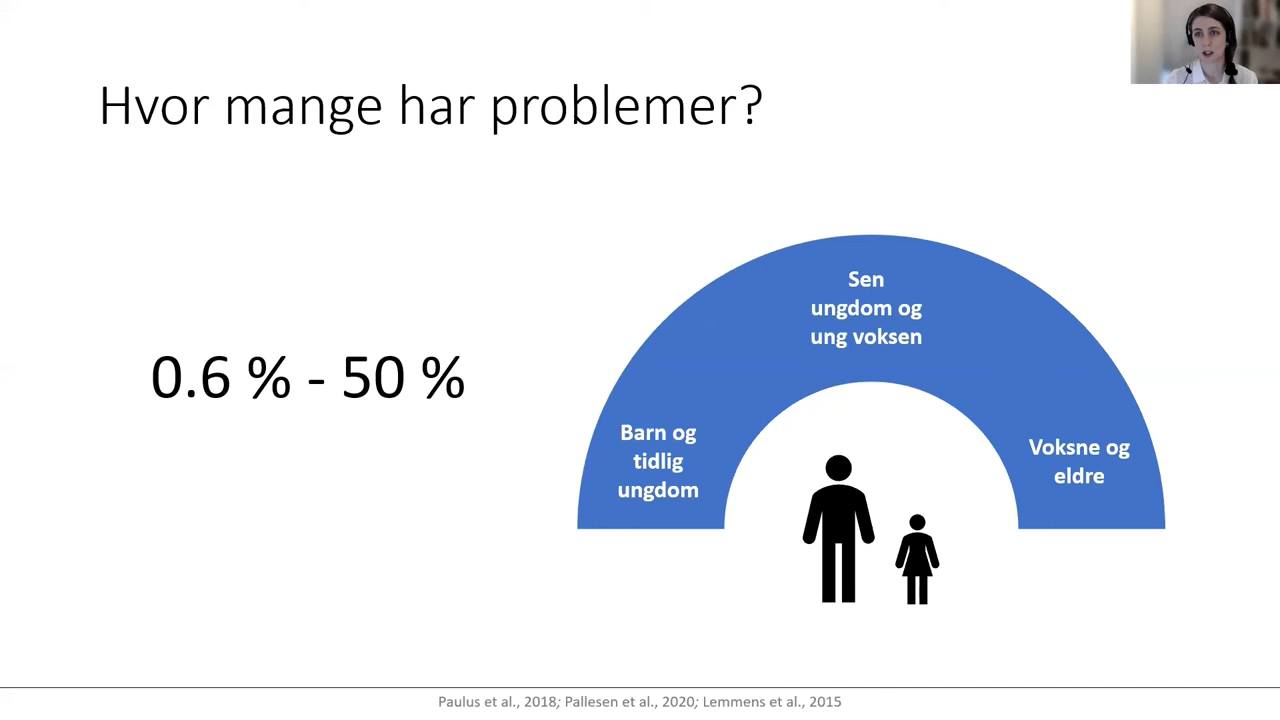 Hvor mange har problemer?
0.6 % - 50 %
Sen
ungdom og
ung voksen
Barn og
tidlig
ungdom
Voksne og
eldre
Paulus et al., 2018; Pallesen et al., 2020; Lemmens et al., 2015